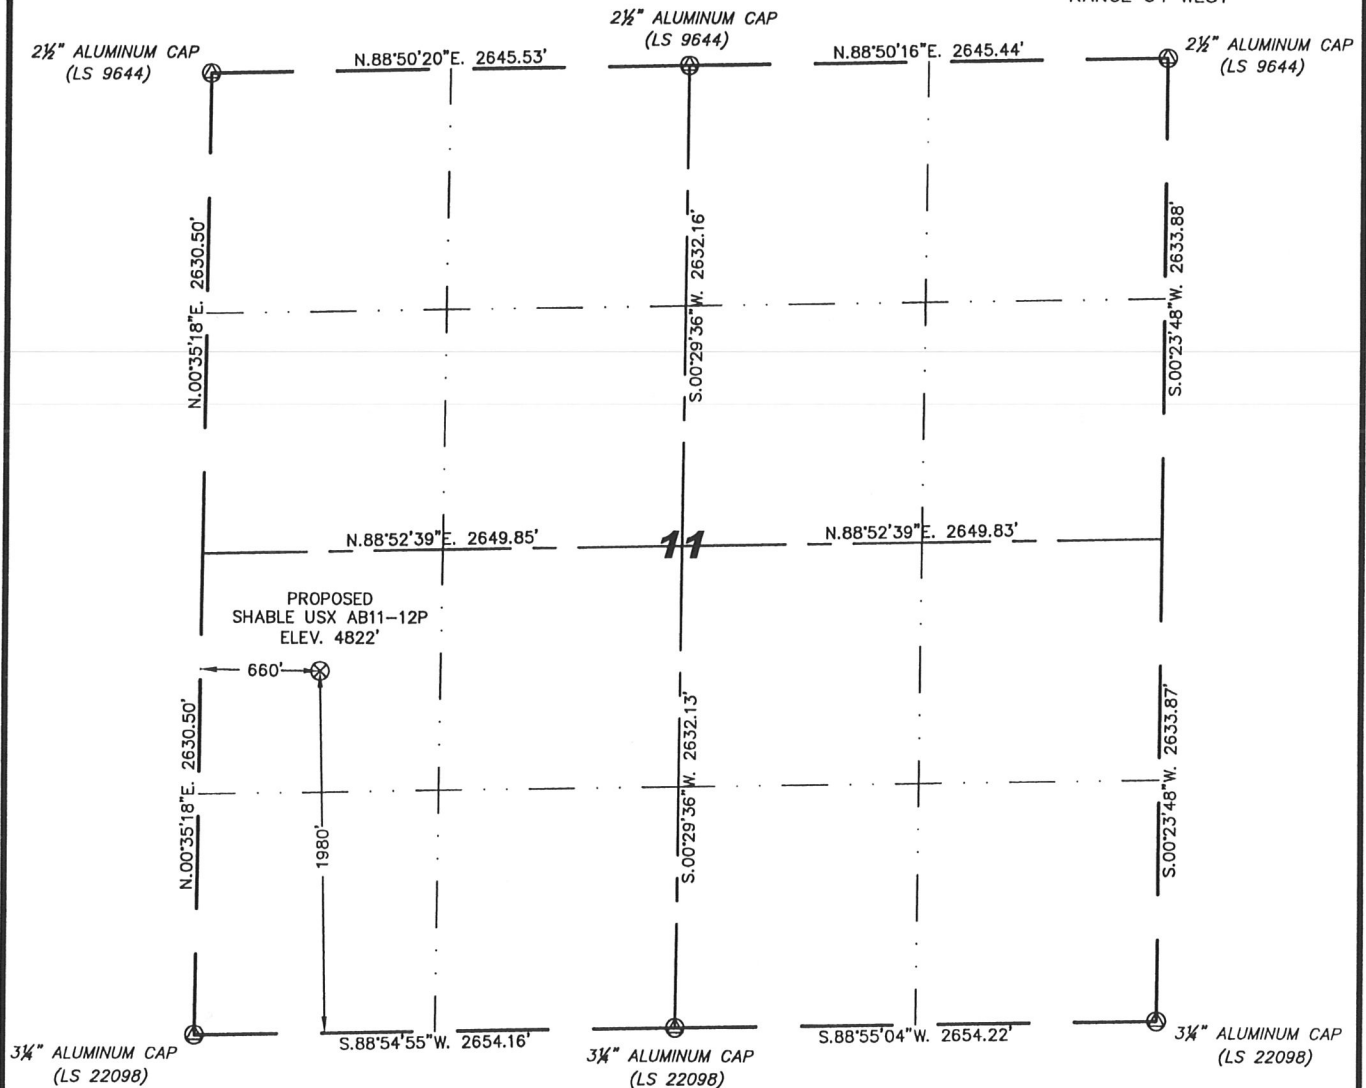 2½" ALUMINUM CAP
(LS 9644)
2½" ALUMINUM CAP
(LS 9644)
2½" ALUMINUM CAP
(LS 9644)
N.88°50'20"E. 2645.53'
N.88°50'16"E. 2645.44'
N.00°35'18"E. 2630.50'
S.00°29'36"W. 2632.16'
S.00°23'48"W. 2633.88'
N.88°52'39"E. 2649.85'
11
N.88°52'39"E. 2649.83'
PROPOSED
SHABLE USX AB11-12P
ELEV. 4822'
660'
1980'
N.00°35'18"E. 2630.50'
S.00°29'36"W. 2632.13'
S.00°23'48"W. 2633.87'
S.88°54'55"W. 2654.16'
S.88°55'04"W. 2654.22'
3¼" ALUMINUM CAP
(LS 22098)
3¼" ALUMINUM CAP
(LS 22098)
3¼" ALUMINUM CAP
(LS 22098)